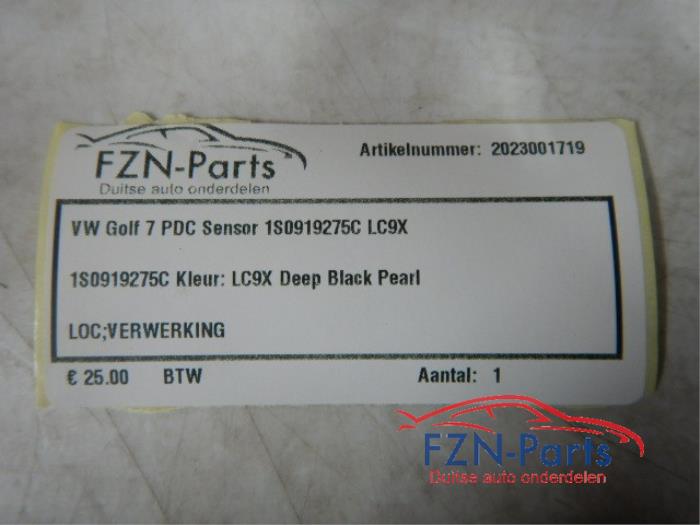 FZN-Parts
Duitse auto onderdelen
Artikelnummer: 2023001719
VW Golf 7 PDC Sensor 1S0919275C LC9X
1S0919275C Kleur: LC9X Deep Black Pearl
LOC;VERWERKING
€ 25.00 BTW Aantal: 1
FZN-Parts
Duitse auto onderdelen